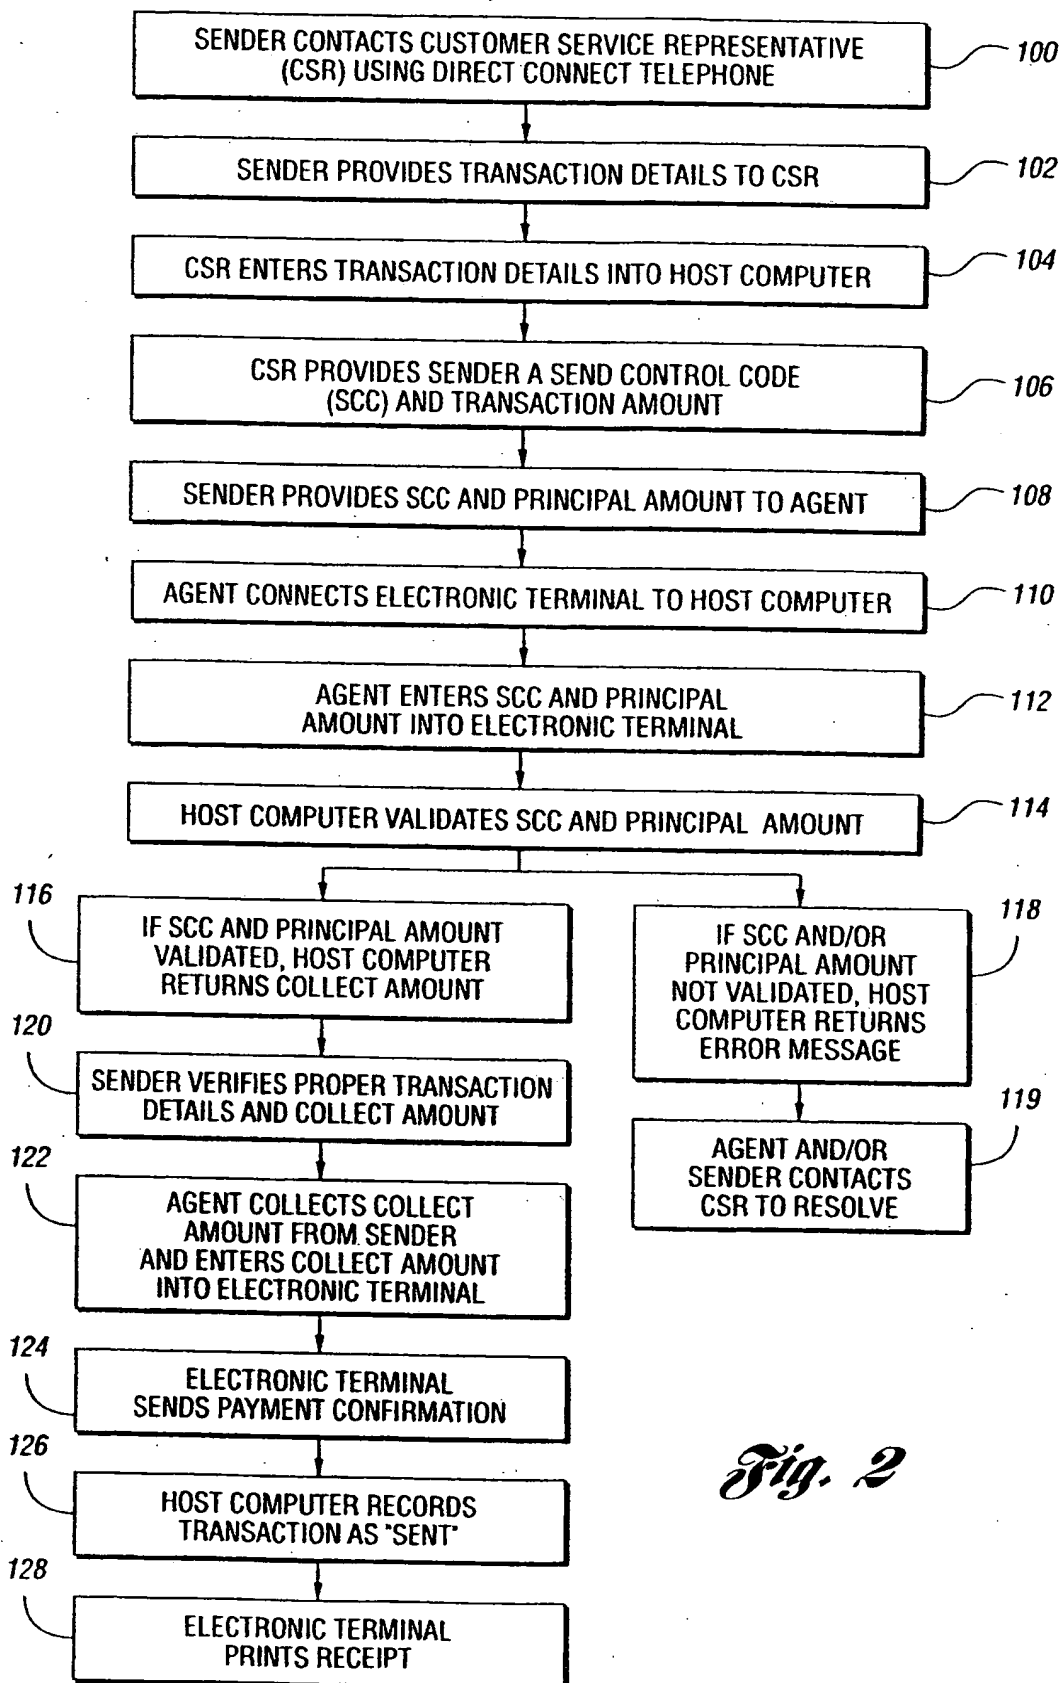 SENDER CONTACTS CUSTOMER SERVICE REPRESENTATIVE
(CSR) USING DIRECT CONNECT TELEPHONE
100
SENDER PROVIDES TRANSACTION DETAILS TO CSR
102
CSR ENTERS TRANSACTION DETAILS INTO HOST COMPUTER
104
CSR PROVIDES SENDER A SEND CONTROL CODE
(SCC) AND TRANSACTION AMOUNT
106
SENDER PROVIDES SCC AND PRINCIPAL AMOUNT TO AGENT
108
AGENT CONNECTS ELECTRONIC TERMINAL TO HOST COMPUTER
110
AGENT ENTERS SCC AND PRINCIPAL
AMOUNT INTO ELECTRONIC TERMINAL
112
HOST COMPUTER VALIDATES SCC AND PRINCIPAL AMOUNT
114
116
IF SCC AND PRINCIPAL AMOUNT
VALIDATED, HOST COMPUTER
RETURNS COLLECT AMOUNT
118
IF SCC AND/OR
PRINCIPAL AMOUNT
NOT VALIDATED, HOST
COMPUTER RETURNS
ERROR MESSAGE
120
SENDER VERIFIES PROPER TRANSACTION
DETAILS AND COLLECT AMOUNT
119
AGENT AND/OR
SENDER CONTACTS
CSR TO RESOLVE
122
AGENT COLLECTS COLLECT
AMOUNT FROM SENDER
AND ENTERS COLLECT AMOUNT
INTO ELECTRONIC TERMINAL
124
ELECTRONIC TERMINAL
SENDS PAYMENT CONFIRMATION
126
HOST COMPUTER RECORDS
TRANSACTION AS "SENT"
128
ELECTRONIC TERMINAL
PRINTS RECEIPT
Fig. 2